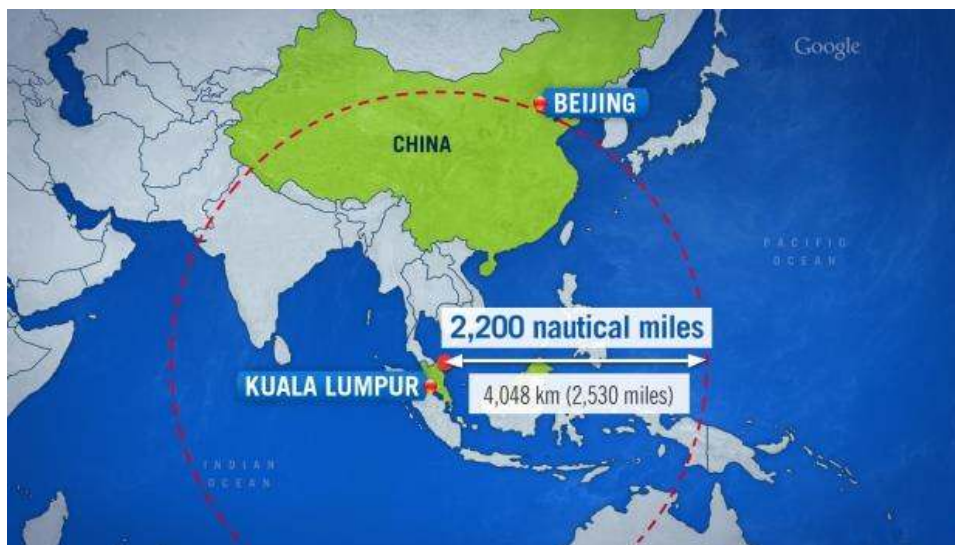 Google
BEIJING
CHINA
PACIFIC
OCEAN
2,200 nautical miles
KUALA LUMPUR
4,048 km (2,530 miles)
INDIAN
OCEAN